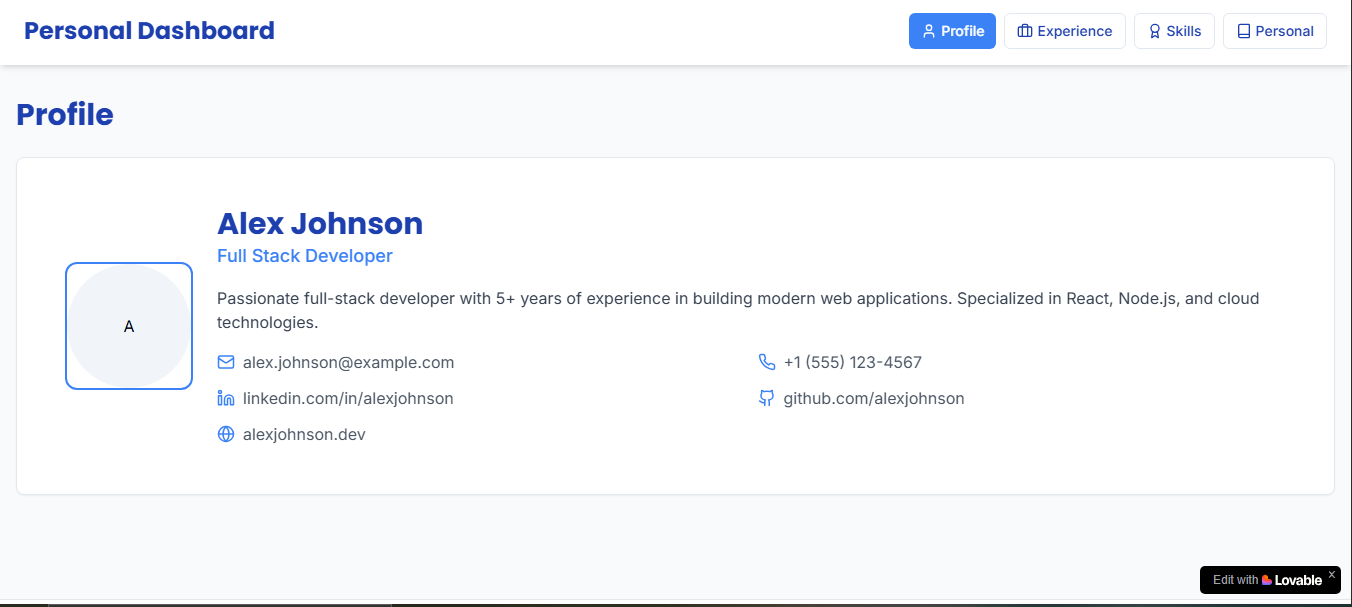 Personal Dashboard
Profile
Experience
Skills
Personal
Profile
Alex Johnson
Full Stack Developer
A
Passionate full-stack developer with 5+ years of experience in building modern web applications. Specialized in React, Node.js, and cloud
technologies.
alex.johnson@example.com
+1 (555) 123-4567
linkedin.com/in/alexjohnson
github.com/alexjohnson
alexjohnson.dev
Edit with Lovable